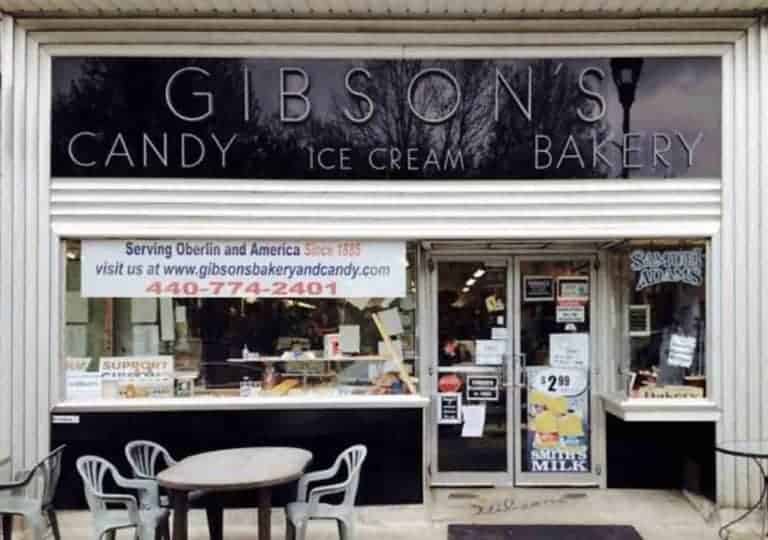 GIBSON'S
CANDY ICE CREAM BAKERY
Serving Oberlin and America Since 1885
visit us at www.gibsonsbakeryandcandy.com
440-774-2401
SAMUEL
ADAMS
SUPPORT
$2.99
SMITH'S
MILK
Bakery